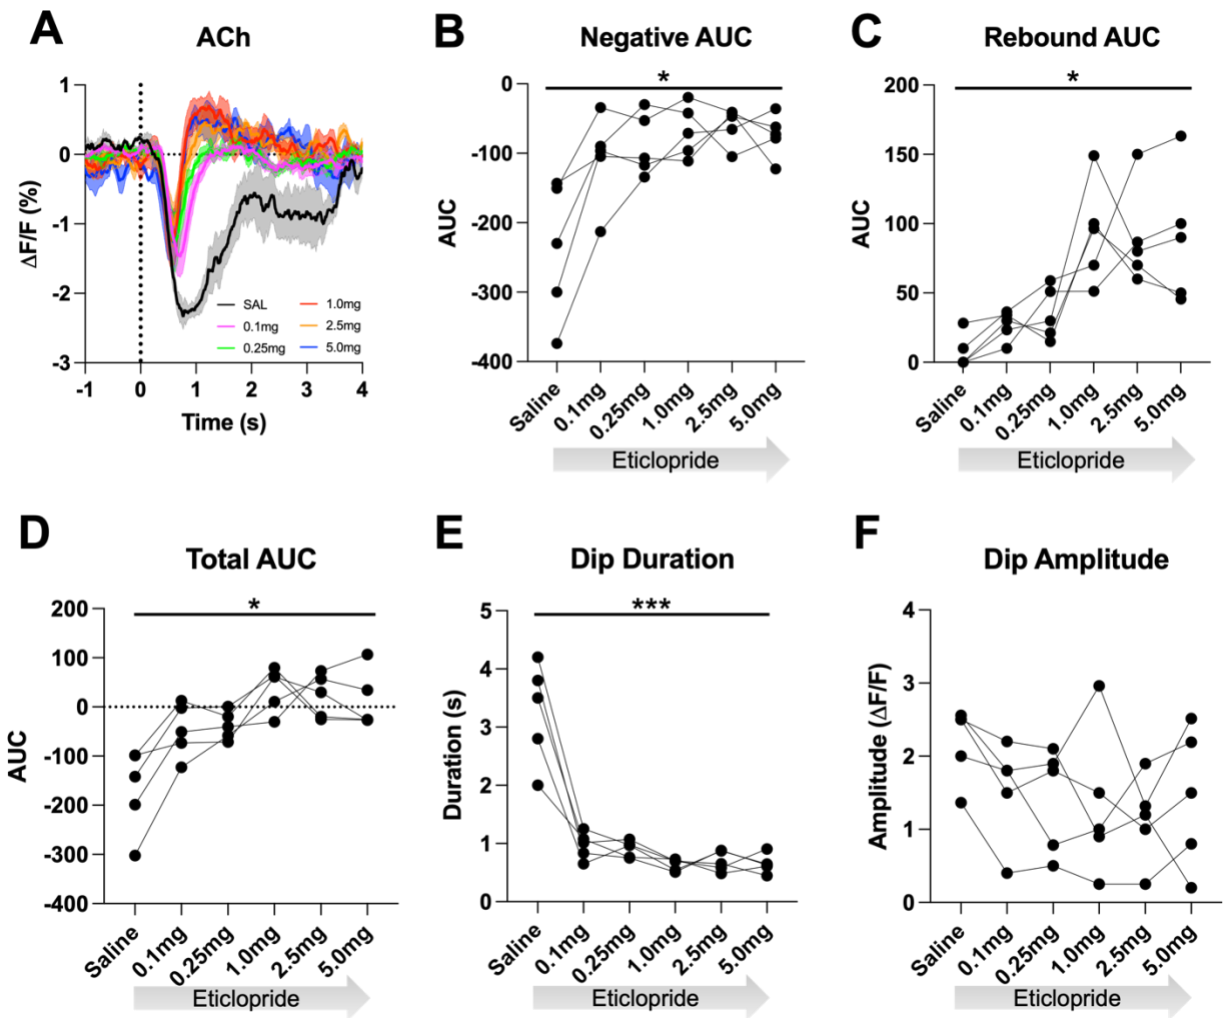 A
ACh
ΔF/F (%)
1
0
-1
-2
-3
-1
0
1
2
3
4
Time (s)
SAL
0.1mg
0.25mg
1.0mg
2.5mg
5.0mg
B
Negative AUC
*
AUC
0
-100
-200
-300
-400
Saline
0.1mg
0.25mg
1.0mg
2.5mg
5.0mg
Eticlopride
C
Rebound AUC
*
AUC
200
150
100
50
0
Saline
0.1mg
0.25mg
1.0mg
2.5mg
5.0mg
Eticlopride
D
Total AUC
*
AUC
200
100
0
-100
-200
-300
-400
Saline
0.1mg
0.25mg
1.0mg
2.5mg
5.0mg
Eticlopride
E
Dip Duration
***
Duration (s)
5
4
3
2
1
0
Saline
0.1mg
0.25mg
1.0mg
2.5mg
5.0mg
Eticlopride
F
Dip Amplitude
Amplitude (ΔF/F)
4
3
2
1
0
Saline
0.1mg
0.25mg
1.0mg
2.5mg
5.0mg
Eticlopride